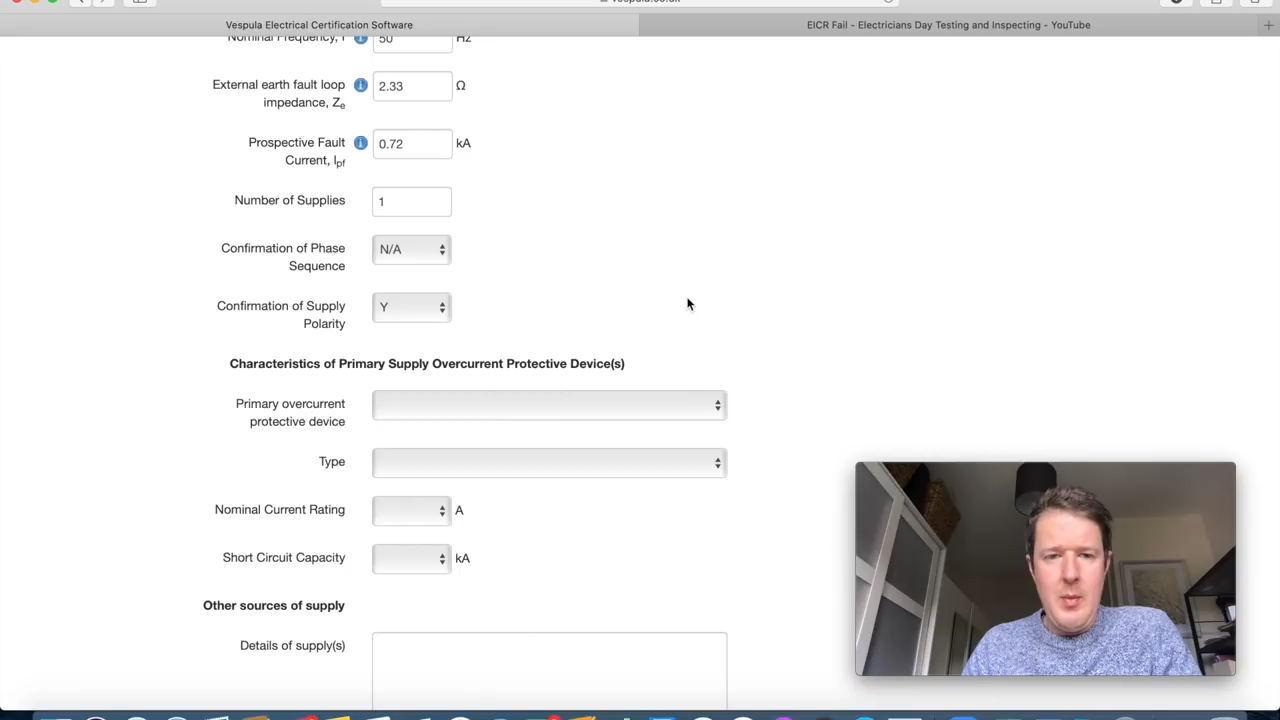 Vespula Electrical Certification Software
EICR Fail - Electricians Day Testing and Inspecting - YouTube
Nominal Frequency, f
50
Hz
External earth fault loop
impedance, Ze
2.33
Ω
Prospective Fault
Current, Ipf
0.72
kA
Number of Supplies
1
Confirmation of Phase
Sequence
N/A
Confirmation of Supply
Polarity
Y
Characteristics of Primary Supply Overcurrent Protective Device(s)
Primary overcurrent
protective device
Type
Nominal Current Rating
A
Short Circuit Capacity
kA
Other sources of supply
Details of supply(s)